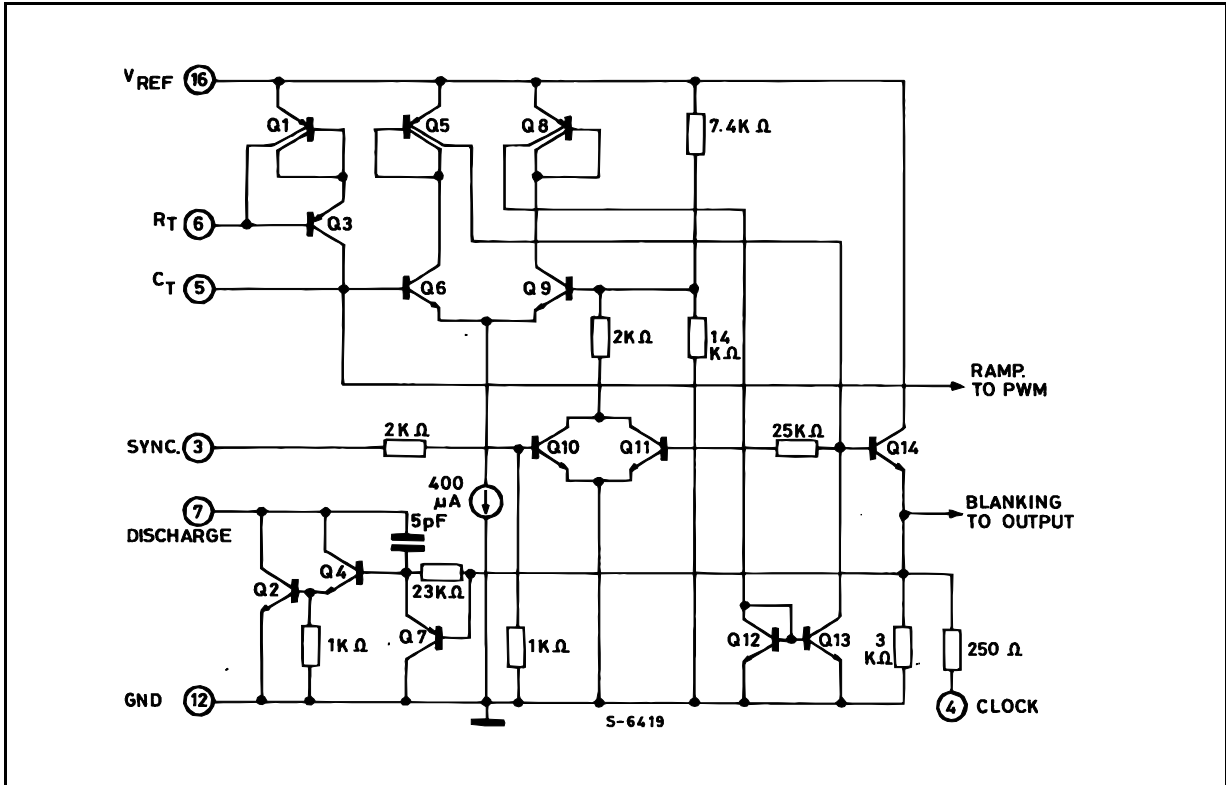 VREF 16
Q1
Q5
Q8
7.4K Ω
RT 6
Q3
CT 5
Q6
Q9
2K Ω
14
K Ω
RAMP.
TO PWM
SYNC. 3
2K Ω
Q10
Q11
25K Ω
Q14
400
μA
7
DISCHARGE
5pF
BLANKING
TO OUTPUT
Q2
Q4
23K Ω
1K Ω
Q7
1K Ω
Q12
Q13
3
K Ω
250 Ω
GND 12
S-6419
4 CLOCK